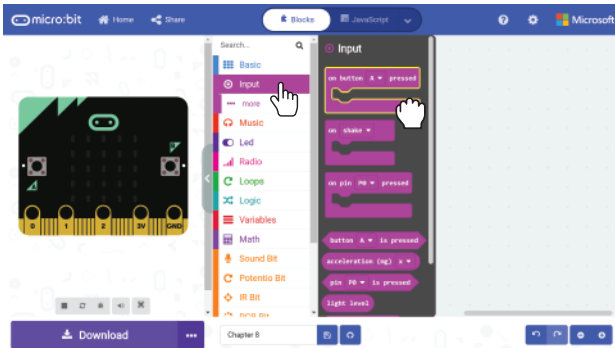 micro:bit
Home
Share
Blocks
JavaScript
Microsoft
Search...
Basic
Input
more
Music
Led
Radio
Loops
Logic
Variables
Math
Sound Bit
Potentio Bit
IR Bit
Input
on button A pressed
on shake
on pin P0 pressed
button A is pressed
acceleration (mg) x
pin P0 is pressed
light level
0 1 2 3V GND
Download
Chapter 8